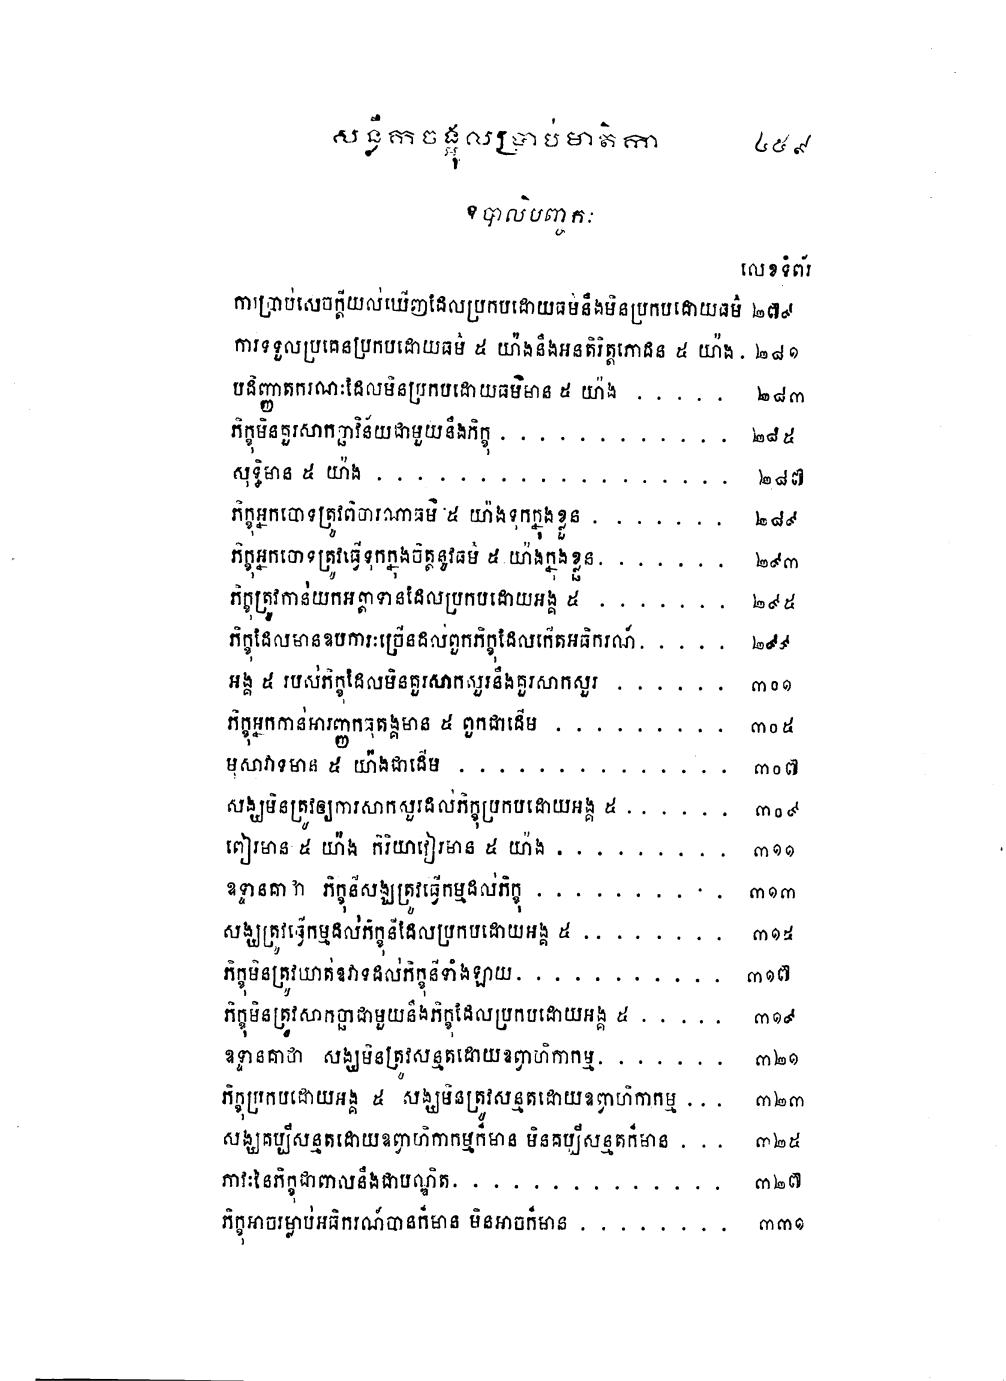 សន្លឹកចង្អុលប្រាប់មាតិកា ៤៥៩
ឧបាលិបញ្ចកៈ
លេខទំព័រ
ការប្រាប់សេចក្តីយល់ឃើញដែលប្រកបដោយធម៌នឹងមិនប្រកបដោយធម៌ ២៧៩
ការទទួលប្រគេនប្រកបដោយធម៌ ៥ យ៉ាងនឹងអនតិរិត្តភោជន ៥ យ៉ាង . ២៨១
បដិញ្ញាតករណៈដែលមិនប្រកបដោយធម៌មាន ៥ យ៉ាង . . . . . ២៨៣
ភិក្ខុមិនគួរសាកច្ឆាវិន័យជាមួយនឹងភិក្ខុ . . . . . . . . . . . . . ២៨៥
សុទ្ធិមាន ៥ យ៉ាង . . . . . . . . . . . . . . . . ២៨៧
ភិក្ខុអ្នកចោទត្រូវពិចារណាធម៌ ៥ យ៉ាងទុកក្នុងខ្លួន . . . . . . . ២៨៩
ភិក្ខុអ្នកចោទត្រូវធ្វើទុកក្នុងចិត្តនូវធម៌ ៥ យ៉ាងក្នុងខ្លួន . . . . . . . ២៩៣
ភិក្ខុត្រូវកាន់យកអត្តាទានដែលប្រកបដោយអង្គ ៥ . . . . . . . ២៩៥
ភិក្ខុដែលមានឧបការៈច្រើនដល់ពួកភិក្ខុដែលកើតអធិករណ៍ . . . . . ២៩៩
អង្គ ៥ របស់ភិក្ខុដែលមិនគួរសាកសួរនឹងគួរសាកសួរ . . . . . . ៣០១
ភិក្ខុអ្នកកាន់អារញ្ញកធុតង្គមាន ៥ ពួកជាដើម . . . . . . . . . ៣០៥
មុសាវាទមាន ៥ យ៉ាងជាដើម . . . . . . . . . . . . . ៣០៧
សង្ឃមិនត្រូវឲ្យការសាកសួរដល់ភិក្ខុប្រកបដោយអង្គ ៥ . . . . . . ៣០៩
ពៀរមាន ៥ យ៉ាង កិរិយាវៀរមាន ៥ យ៉ាង . . . . . . . . . ៣១១
ឧទ្ទានគាថា ភិក្ខុនីសង្ឃត្រូវធ្វើកម្មដល់ភិក្ខុ . . . . . . . . . ៣១៣
សង្ឃត្រូវធ្វើកម្មដល់ភិក្ខុនីដែលប្រកបដោយអង្គ ៥ . . . . . . . . ៣១៥
ភិក្ខុមិនត្រូវឃាត់ឱវាទដល់ភិក្ខុនីទាំងឡាយ . . . . . . . . . . ៣១៧
ភិក្ខុមិនត្រូវសាកច្ឆាជាមួយនឹងភិក្ខុដែលប្រកបដោយអង្គ ៥ . . . . . ៣១៩
ឧទ្ទានគាថា សង្ឃមិនត្រូវសន្មតដោយឧព្វាហិកាកម្ម . . . . . . . ៣២១
ភិក្ខុប្រកបដោយអង្គ ៥ សង្ឃមិនត្រូវសន្មតដោយឧព្វាហិកាកម្ម . . . ៣២៣
សង្ឃគប្បីសន្មតដោយឧព្វាហិកាកម្មក៏មាន មិនគប្បីសន្មតក៏មាន . . . ៣២៥
ភាវៈនៃភិក្ខុជាពាលនឹងជាបណ្ឌិត . . . . . . . . . . . . . ៣២៧
ភិក្ខុអាចរម្ងាប់អធិករណ៍បានក៏មាន មិនអាចក៏មាន . . . . . . . . ៣៣១